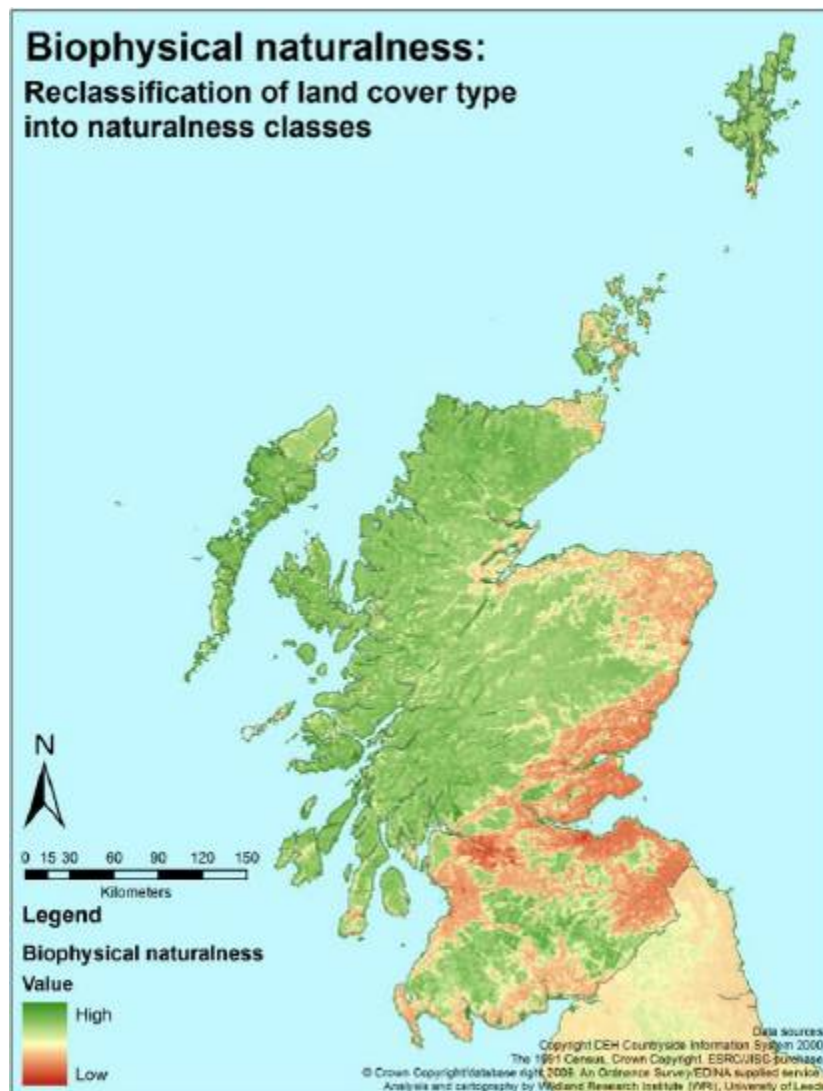 Biophysical naturalness:
Reclassification of land cover type
into naturalness classes
N
0 15 30 60 90 120 150
Kilometers
Legend
Biophysical naturalness
Value
High
Low
Data sources
Copyright CEH Countryside Information System 2000
The 1991 Census, Crown Copyright. ESRC/JISC purchase
© Crown Copyright/database right 2009. An Ordnance Survey/EDINA supplied service
Analysis and cartography by Wildland Research Institute (WRi), University of Leeds